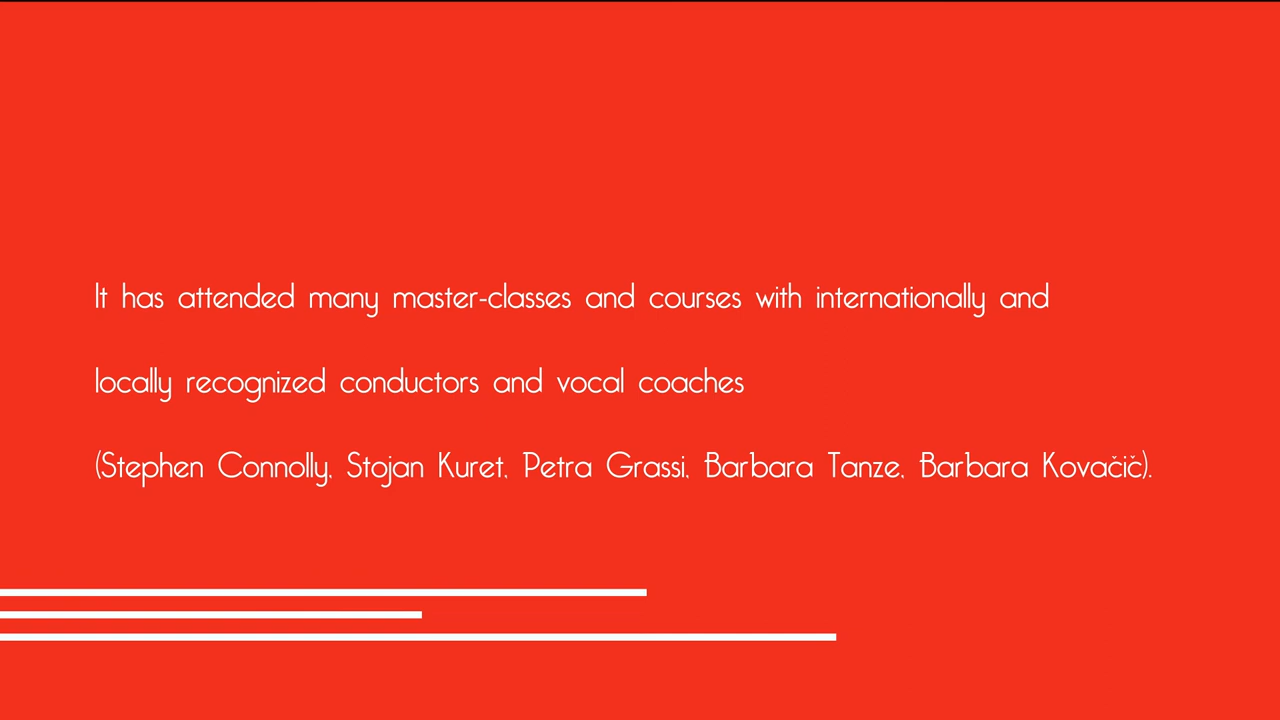 It has attended many master-classes and courses with internationally and
locally recognized conductors and vocal coaches
(Stephen Connolly, Stojan Kuret, Petra Grassi, Barbara Tanze, Barbara Kovačič).